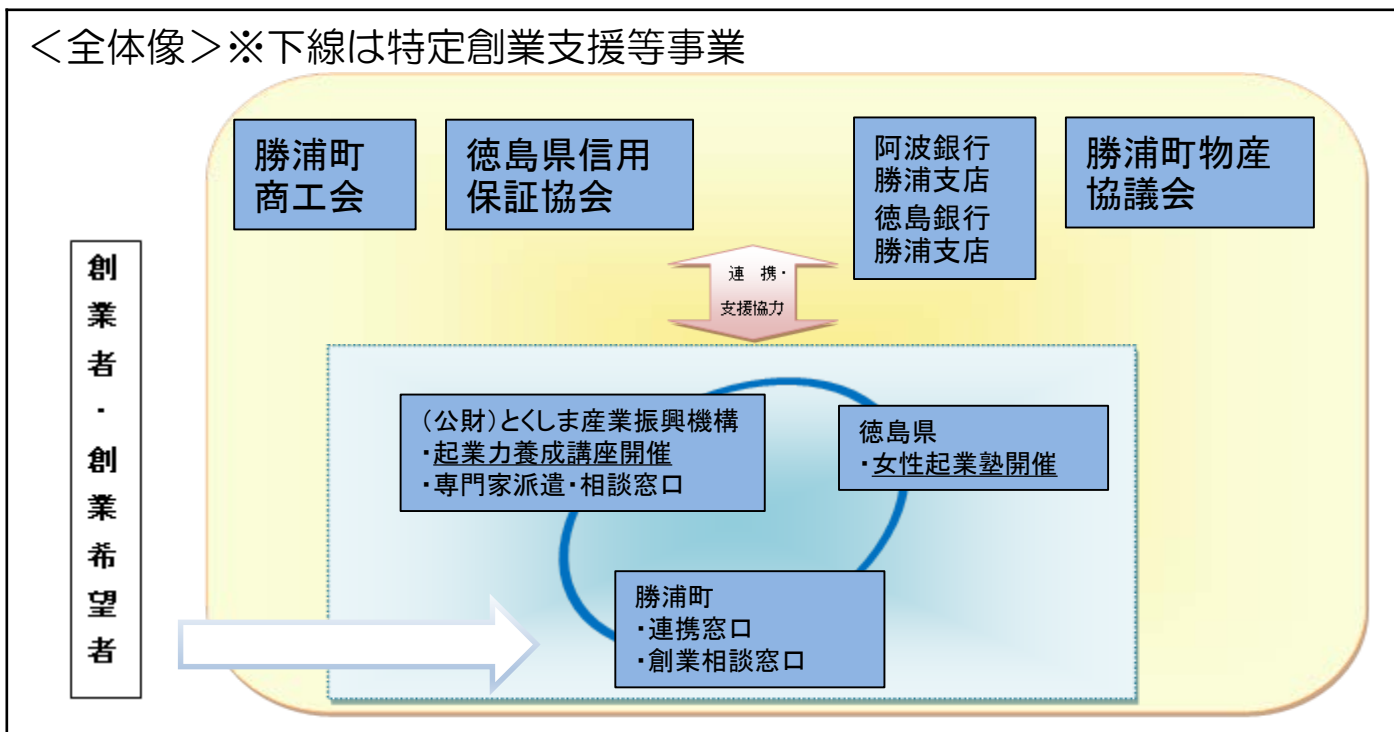 ＜全体像＞※下線は特定創業支援等事業
勝浦町
商工会
徳島県信用
保証協会
阿波銀行
勝浦支店
徳島銀行
勝浦支店
勝浦町物産
協議会
創業者・創業希望者
連 携・
支援協力
(公財)とくしま産業振興機構
・起業力養成講座開催
・専門家派遣・相談窓口
徳島県
・女性起業塾開催
勝浦町
・連携窓口
・創業相談窓口